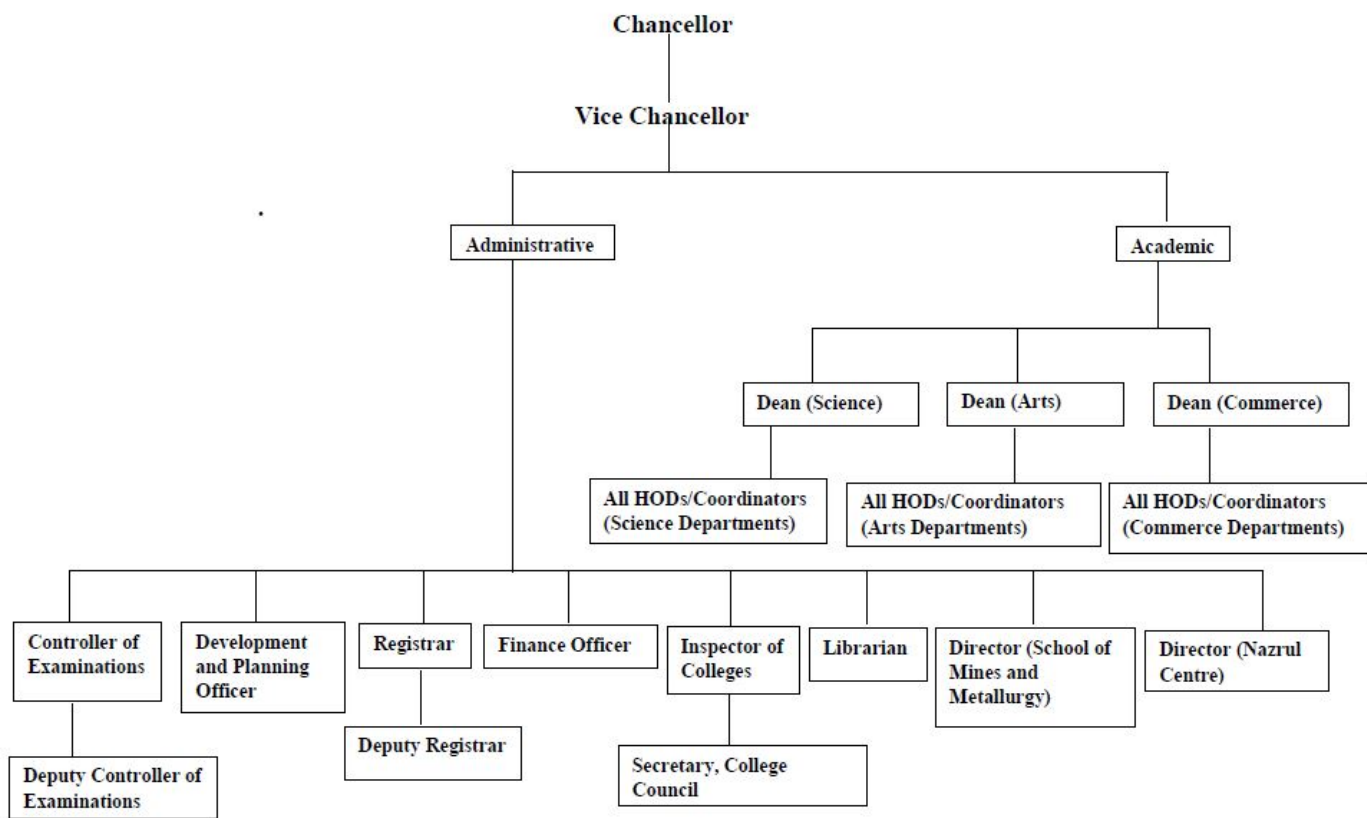 Chancellor
Vice Chancellor
Administrative
Academic
Dean (Science)
Dean (Arts)
Dean (Commerce)
All HODs/Coordinators
(Science Departments)
All HODs/Coordinators
(Arts Departments)
All HODs/Coordinators
(Commerce Departments)
Controller of
Examinations
Development
and Planning
Officer
Registrar
Finance Officer
Inspector of
Colleges
Librarian
Director (School of
Mines and
Metallurgy)
Director (Nazrul
Centre)
Deputy Controller of
Examinations
Deputy Registrar
Secretary, College
Council